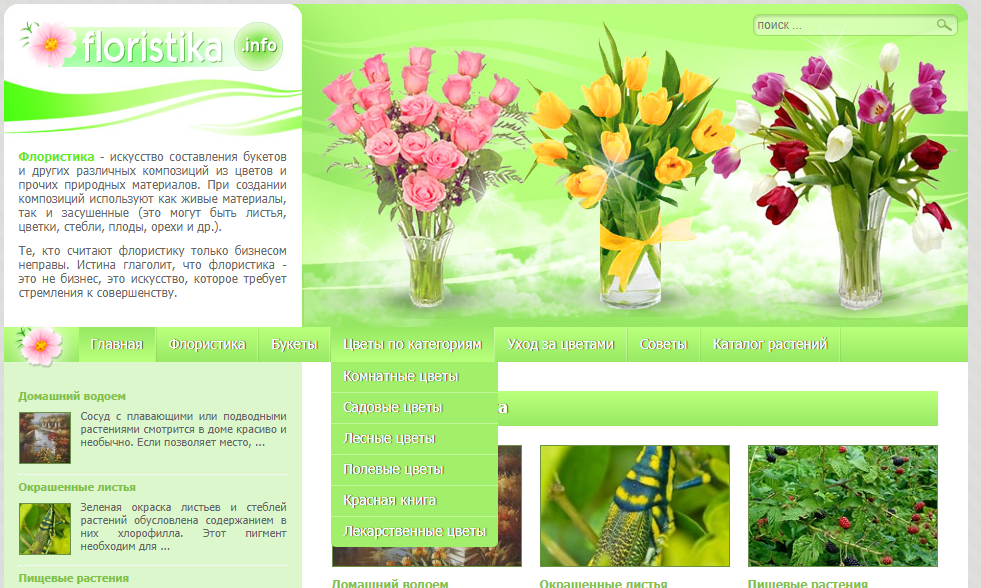 floristika .info
поиск ...
Флористика - искусство составления букетов
и других различных композиций из цветов и
прочих природных материалов. При создании
композиций используют как живые материалы,
так и засушенные (это могут быть листья,
цветки, стебли, плоды, орехи и др.).
Те, кто считают флористику только бизнесом
неправы. Истина глаголит, что флористика -
это не бизнес, это искусство, которое требует
стремления к совершенству.
Главная Флористика Букеты Цветы по категориям Уход за цветами Советы Каталог растений
Комнатные цветы
Садовые цветы
Лесные цветы
Полевые цветы
Красная книга
Лекарственные цветы
Домашний водоем
Сосуд с плавающими или подводными
растениями смотрится в доме красиво и
необычно. Если позволяет место, ...
Окрашенные листья
Зеленая окраска листьев и стеблей
растений обусловлена содержанием в
них хлорофилла. Этот пигмент
необходим для ...
Пищевые растения
Домашний водоем Окрашенные листья Пищевые растения